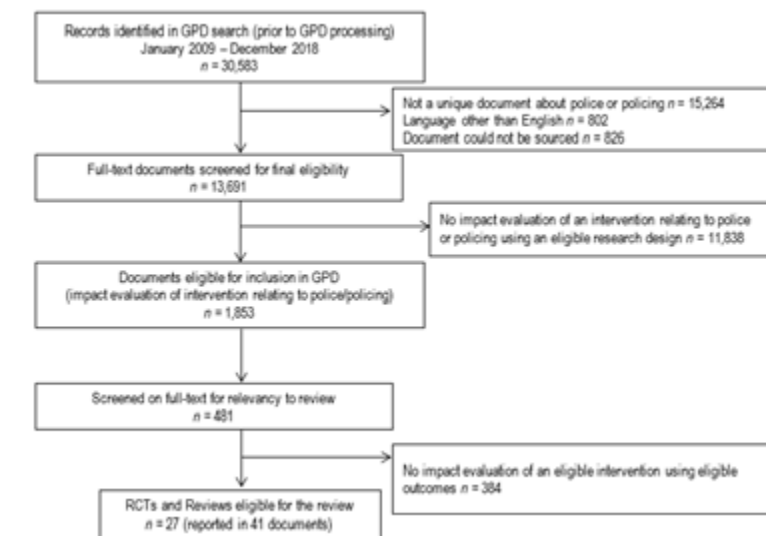 Records identified in GPD search (prior to GPD processing)
January 2009 – December 2018
n = 30,583
Not a unique document about police or policing n = 15,264
Language other than English n = 802
Document could not be sourced n = 826
Full-text documents screened for final eligibility
n = 13,691
No impact evaluation of an intervention relating to police
or policing using an eligible research design n = 11,838
Documents eligible for inclusion in GPD
(impact evaluation of intervention relating to police/policing)
n = 1,853
Screened on full-text for relevancy to review
n = 481
No impact evaluation of an eligible intervention using eligible
outcomes n = 384
RCTs and Reviews eligible for the review
n = 27 (reported in 41 documents)